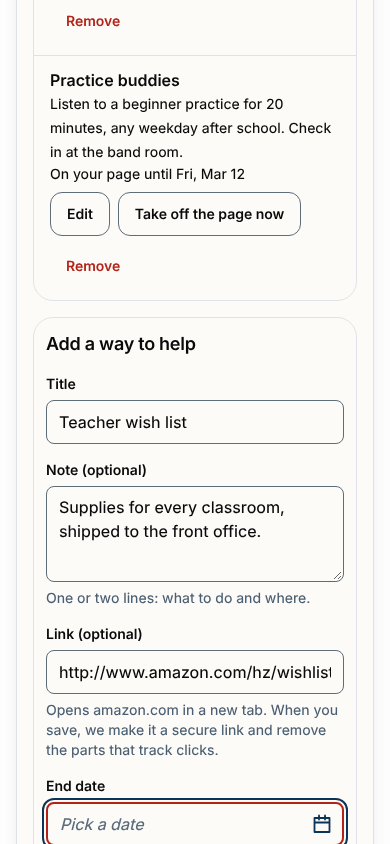 Remove
Practice buddies
Listen to a beginner practice for 20
minutes, any weekday after school. Check
in at the band room.
On your page until Fri, Mar 12
Edit
Take off the page now
Remove
Add a way to help
Title
Teacher wish list
Note (optional)
Supplies for every classroom,
shipped to the front office.
One or two lines: what to do and where.
Link (optional)
http://www.amazon.com/hz/wishlist
Opens amazon.com in a new tab. When you
save, we make it a secure link and remove
the parts that track clicks.
End date
Pick a date